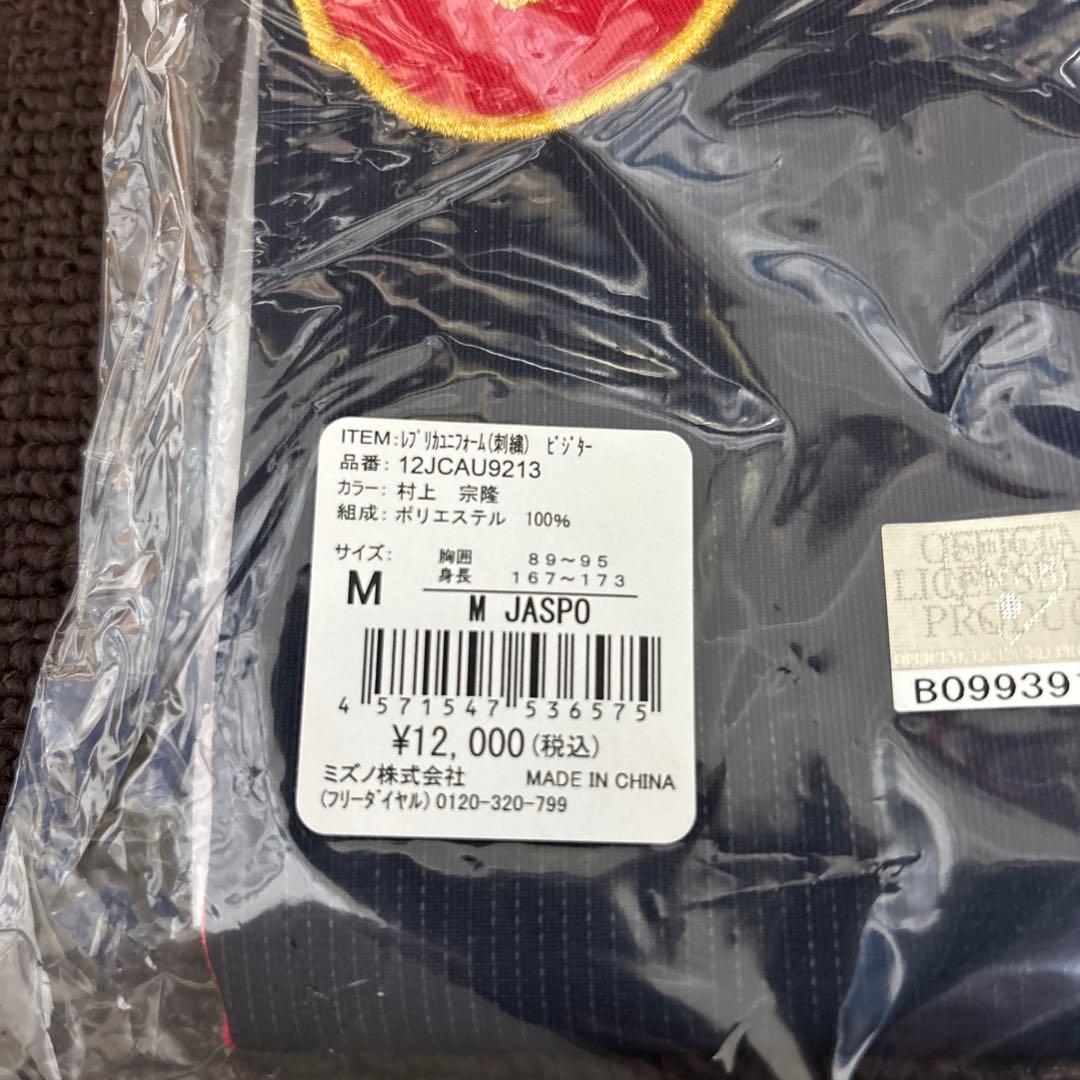 ITEM:ﾚﾌﾟﾘｶﾕﾆﾌｫｰﾑ(刺繍) ﾋﾞｼﾞﾀｰ
品番: 12JCAU9213
ｶﾗｰ: 村上 宗隆
組成: ポリエステル 100%
サイズ: 胸囲 89～95
身長 167～173
M
M JASPO
4 571547 536575
¥12,000(税込)
ミズノ株式会社 MADE IN CHINA
(ﾌﾘｰﾀﾞｲﾔﾙ)0120-320-799
B099391